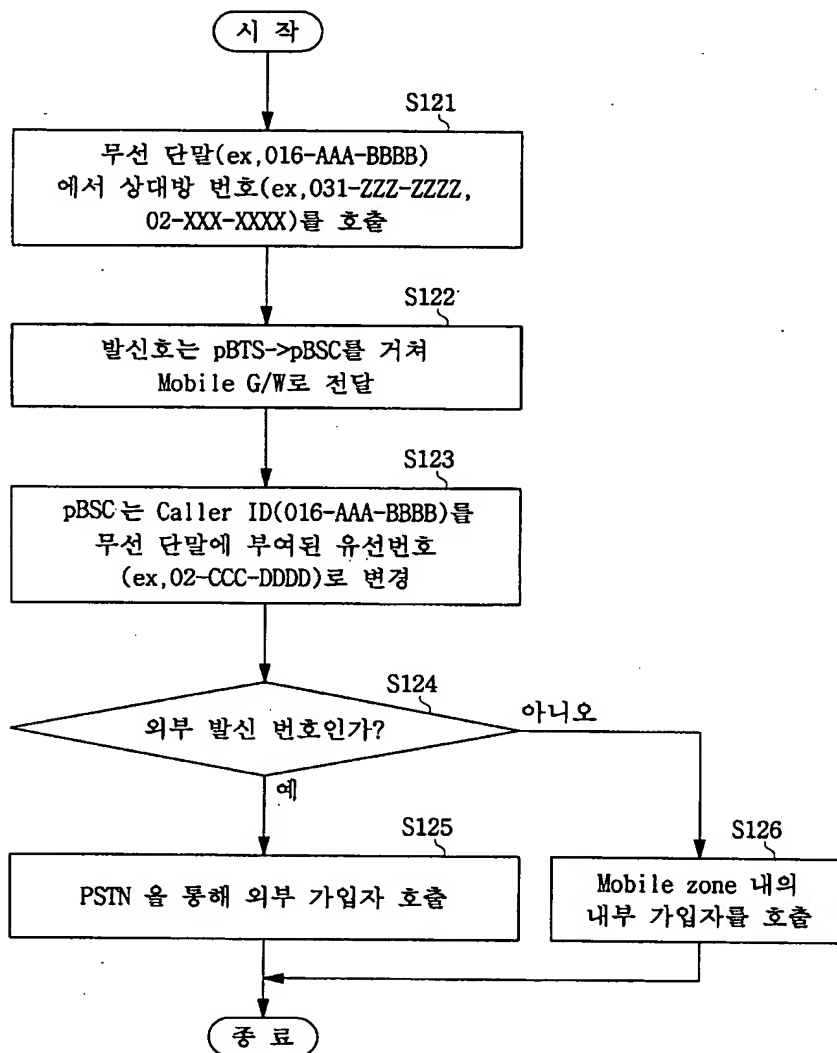 시 작
S121
무선 단말(ex,016-AAA-BBBB)
에서 상대방 번호(ex,031-ZZZ-ZZZZ,
02-XXX-XXXX)를 호출
S122
발신호는 pBTS->pBSC를 거쳐
Mobile G/W로 전달
S123
pBSC는 Caller ID(016-AAA-BBBB)를
무선 단말에 부여된 유선번호
(ex,02-CCC-DDDD)로 변경
S124
외부 발신 번호인가?
아니오
예
S125
PSTN 을 통해 외부 가입자 호출
S126
Mobile zone 내의
내부 가입자를 호출
종 료